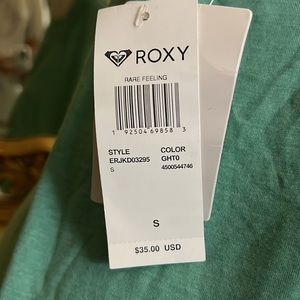 ROXY
RARE FEELING
1 92504 69858 3
STYLE COLOR
ERJKD03295 GHT0
S 4500544746
S
$35.00 USD